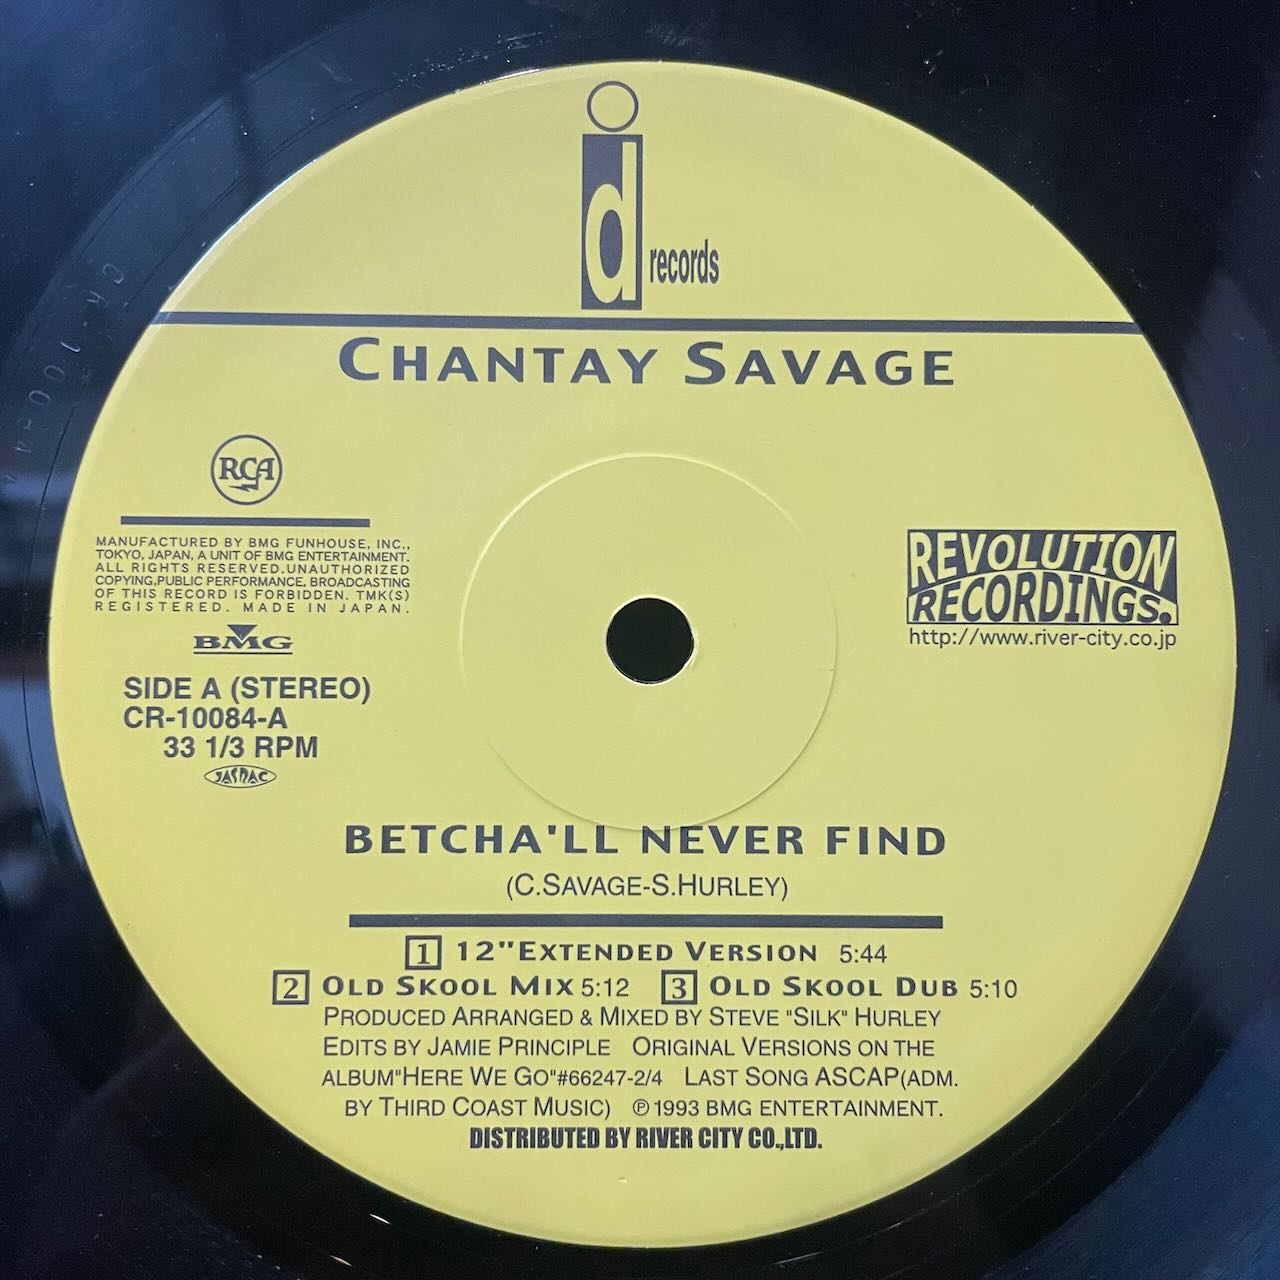 id records
CHANTAY SAVAGE
RCA
MANUFACTURED BY BMG FUNHOUSE, INC.,
TOKYO, JAPAN, A UNIT OF BMG ENTERTAINMENT.
ALL RIGHTS RESERVED.UNAUTHORIZED
COPYING,PUBLIC PERFORMANCE, BROADCASTING
OF THIS RECORD IS FORBIDDEN. TMK(S)
REGISTERED. MADE IN JAPAN.
BMG
SIDE A (STEREO)
CR-10084-A
33 1/3 RPM
JASRAC
REVOLUTION
RECORDINGS.
http://www.river-city.co.jp
BETCHA'LL NEVER FIND
(C.SAVAGE-S.HURLEY)
1 12"EXTENDED VERSION 5:44
2 OLD SKOOL MIX 5:12 3 OLD SKOOL DUB 5:10
PRODUCED ARRANGED & MIXED BY STEVE "SILK" HURLEY
EDITS BY JAMIE PRINCIPLE ORIGINAL VERSIONS ON THE
ALBUM"HERE WE GO"#66247-2/4 LAST SONG ASCAP(ADM.
BY THIRD COAST MUSIC) ℗ 1993 BMG ENTERTAINMENT.
DISTRIBUTED BY RIVER CITY CO.,LTD.